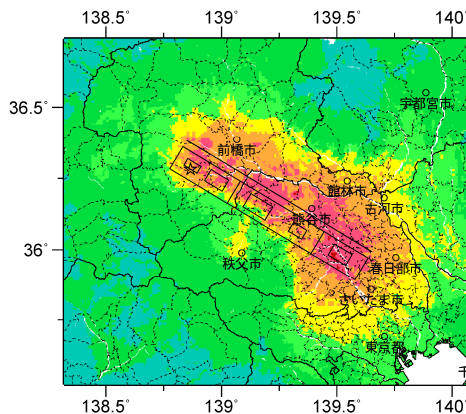 138.5° 139° 139.5° 140°
36.5°
宇都宮市
前橋市
館林市
古河市
熊谷市
36°
秩父市
春日部市
さいたま市
東京都
千
138.5° 139° 139.5° 140°